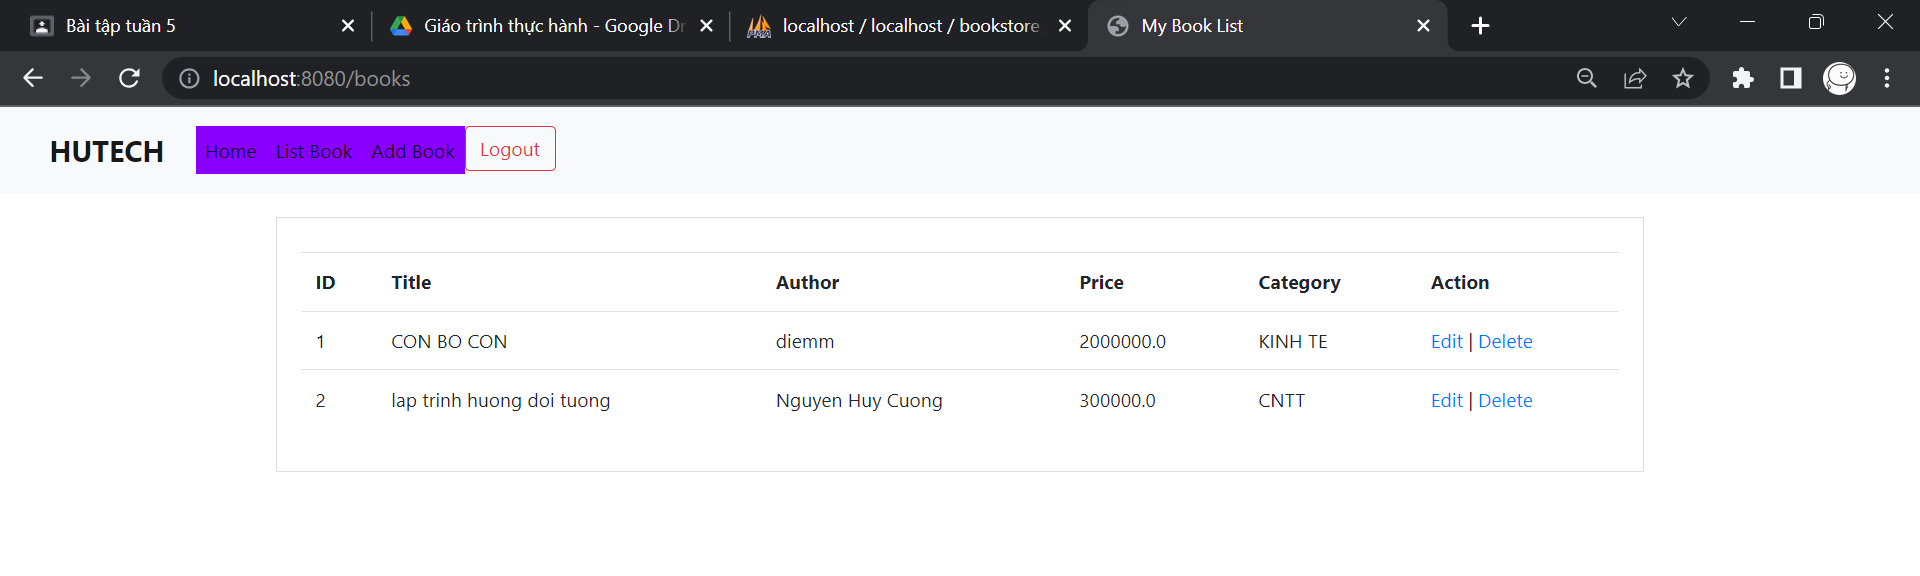 Bài tập tuần 5
Giáo trình thực hành - Google Dr
localhost / localhost / bookstore
My Book List
localhost:8080/books
HUTECH Home List Book Add Book Logout
ID Title Author Price Category Action
1 CON BO CON diemm 2000000.0 KINH TE Edit | Delete
2 lap trinh huong doi tuong Nguyen Huy Cuong 300000.0 CNTT Edit | Delete